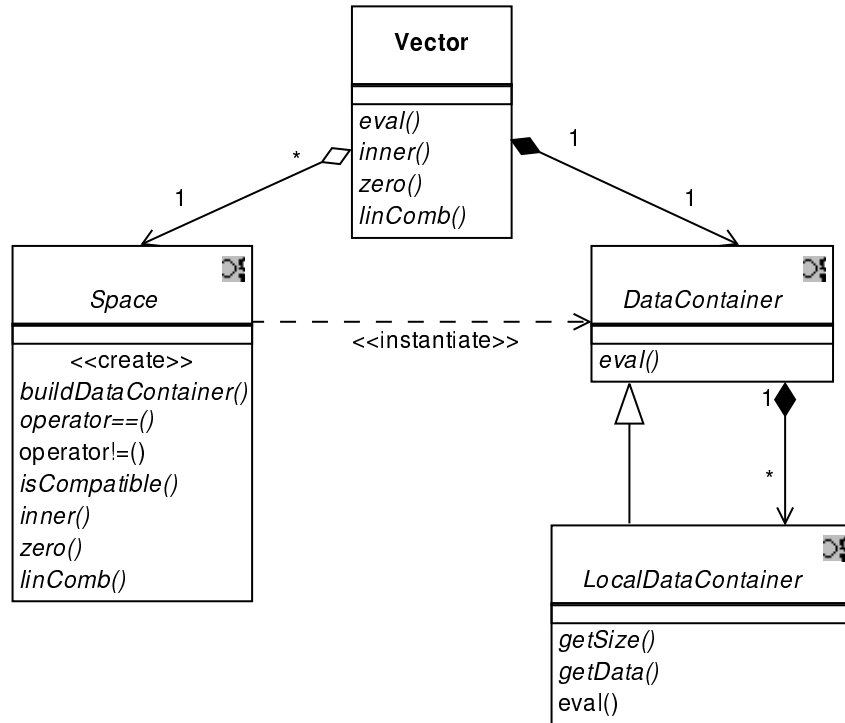 Vector
eval()
inner()
zero()
linComb()
*
1
1
1
Space
<<create>>
buildDataContainer()
operator==()
operator!=()
isCompatible()
inner()
zero()
linComb()
<<instantiate>>
DataContainer
eval()
1
*
LocalDataContainer
getSize()
getData()
eval()